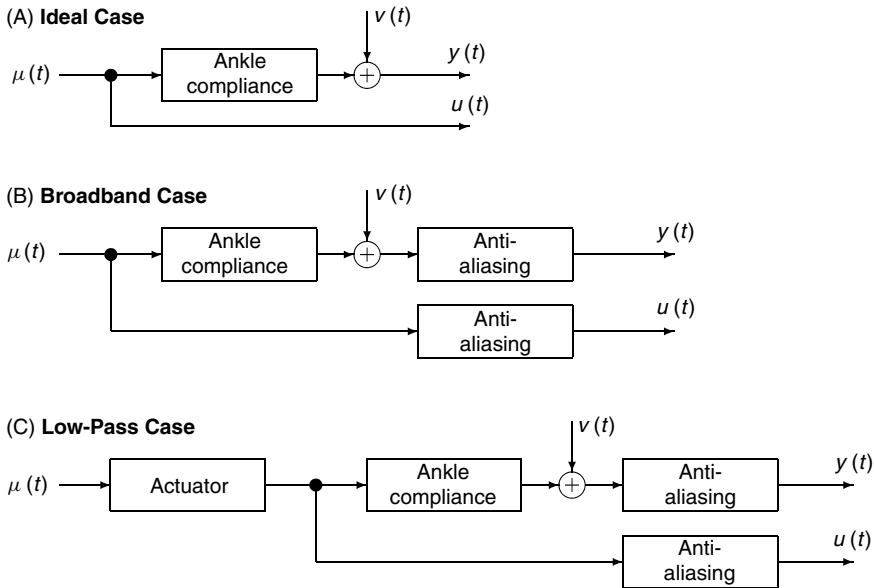 (A) Ideal Case
v(t)
μ(t)
Ankle
compliance
+
y(t)
u(t)
(B) Broadband Case
v(t)
μ(t)
Ankle
compliance
+
Anti-
aliasing
y(t)
Anti-
aliasing
u(t)
(C) Low-Pass Case
v(t)
μ(t)
Actuator
Ankle
compliance
+
Anti-
aliasing
y(t)
Anti-
aliasing
u(t)